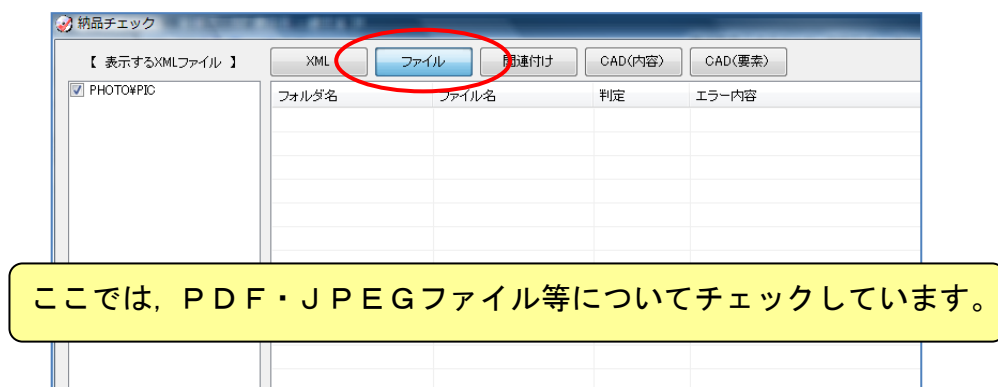 納品チェック
【 表示するXMLファイル 】
XML ファイル 関連付け CAD(内容) CAD(要素)
PHOTO¥PIC
フォルダ名 ファイル名 判定 エラー内容
ここでは,ＰＤＦ・ＪＰＥＧファイル等についてチェックしています。